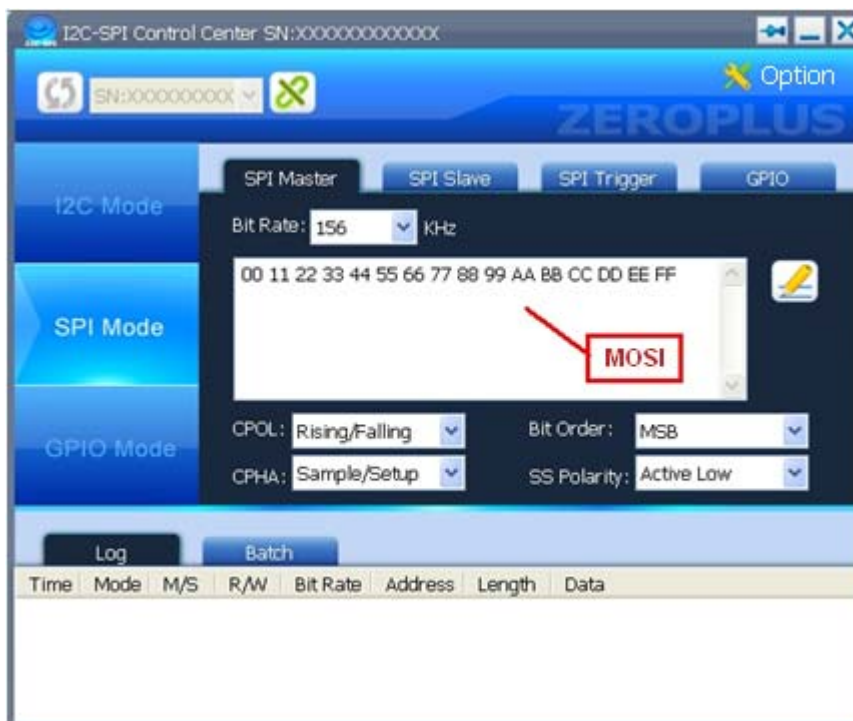 I2C-SPI Control Center SN:XXXXXXXXXXXXX
SN:XXXXXXXXX
Option
ZEROPLUS
I2C Mode
SPI Mode
GPIO Mode
SPI Master SPI Slave SPI Trigger GPIO
Bit Rate: 156 KHz
00 11 22 33 44 55 66 77 88 99 AA BB CC DD EE FF
MOSI
CPOL: Rising/Falling Bit Order: MSB
CPHA: Sample/Setup SS Polarity: Active Low
Log Batch
Time Mode M/S R/W Bit Rate Address Length Data